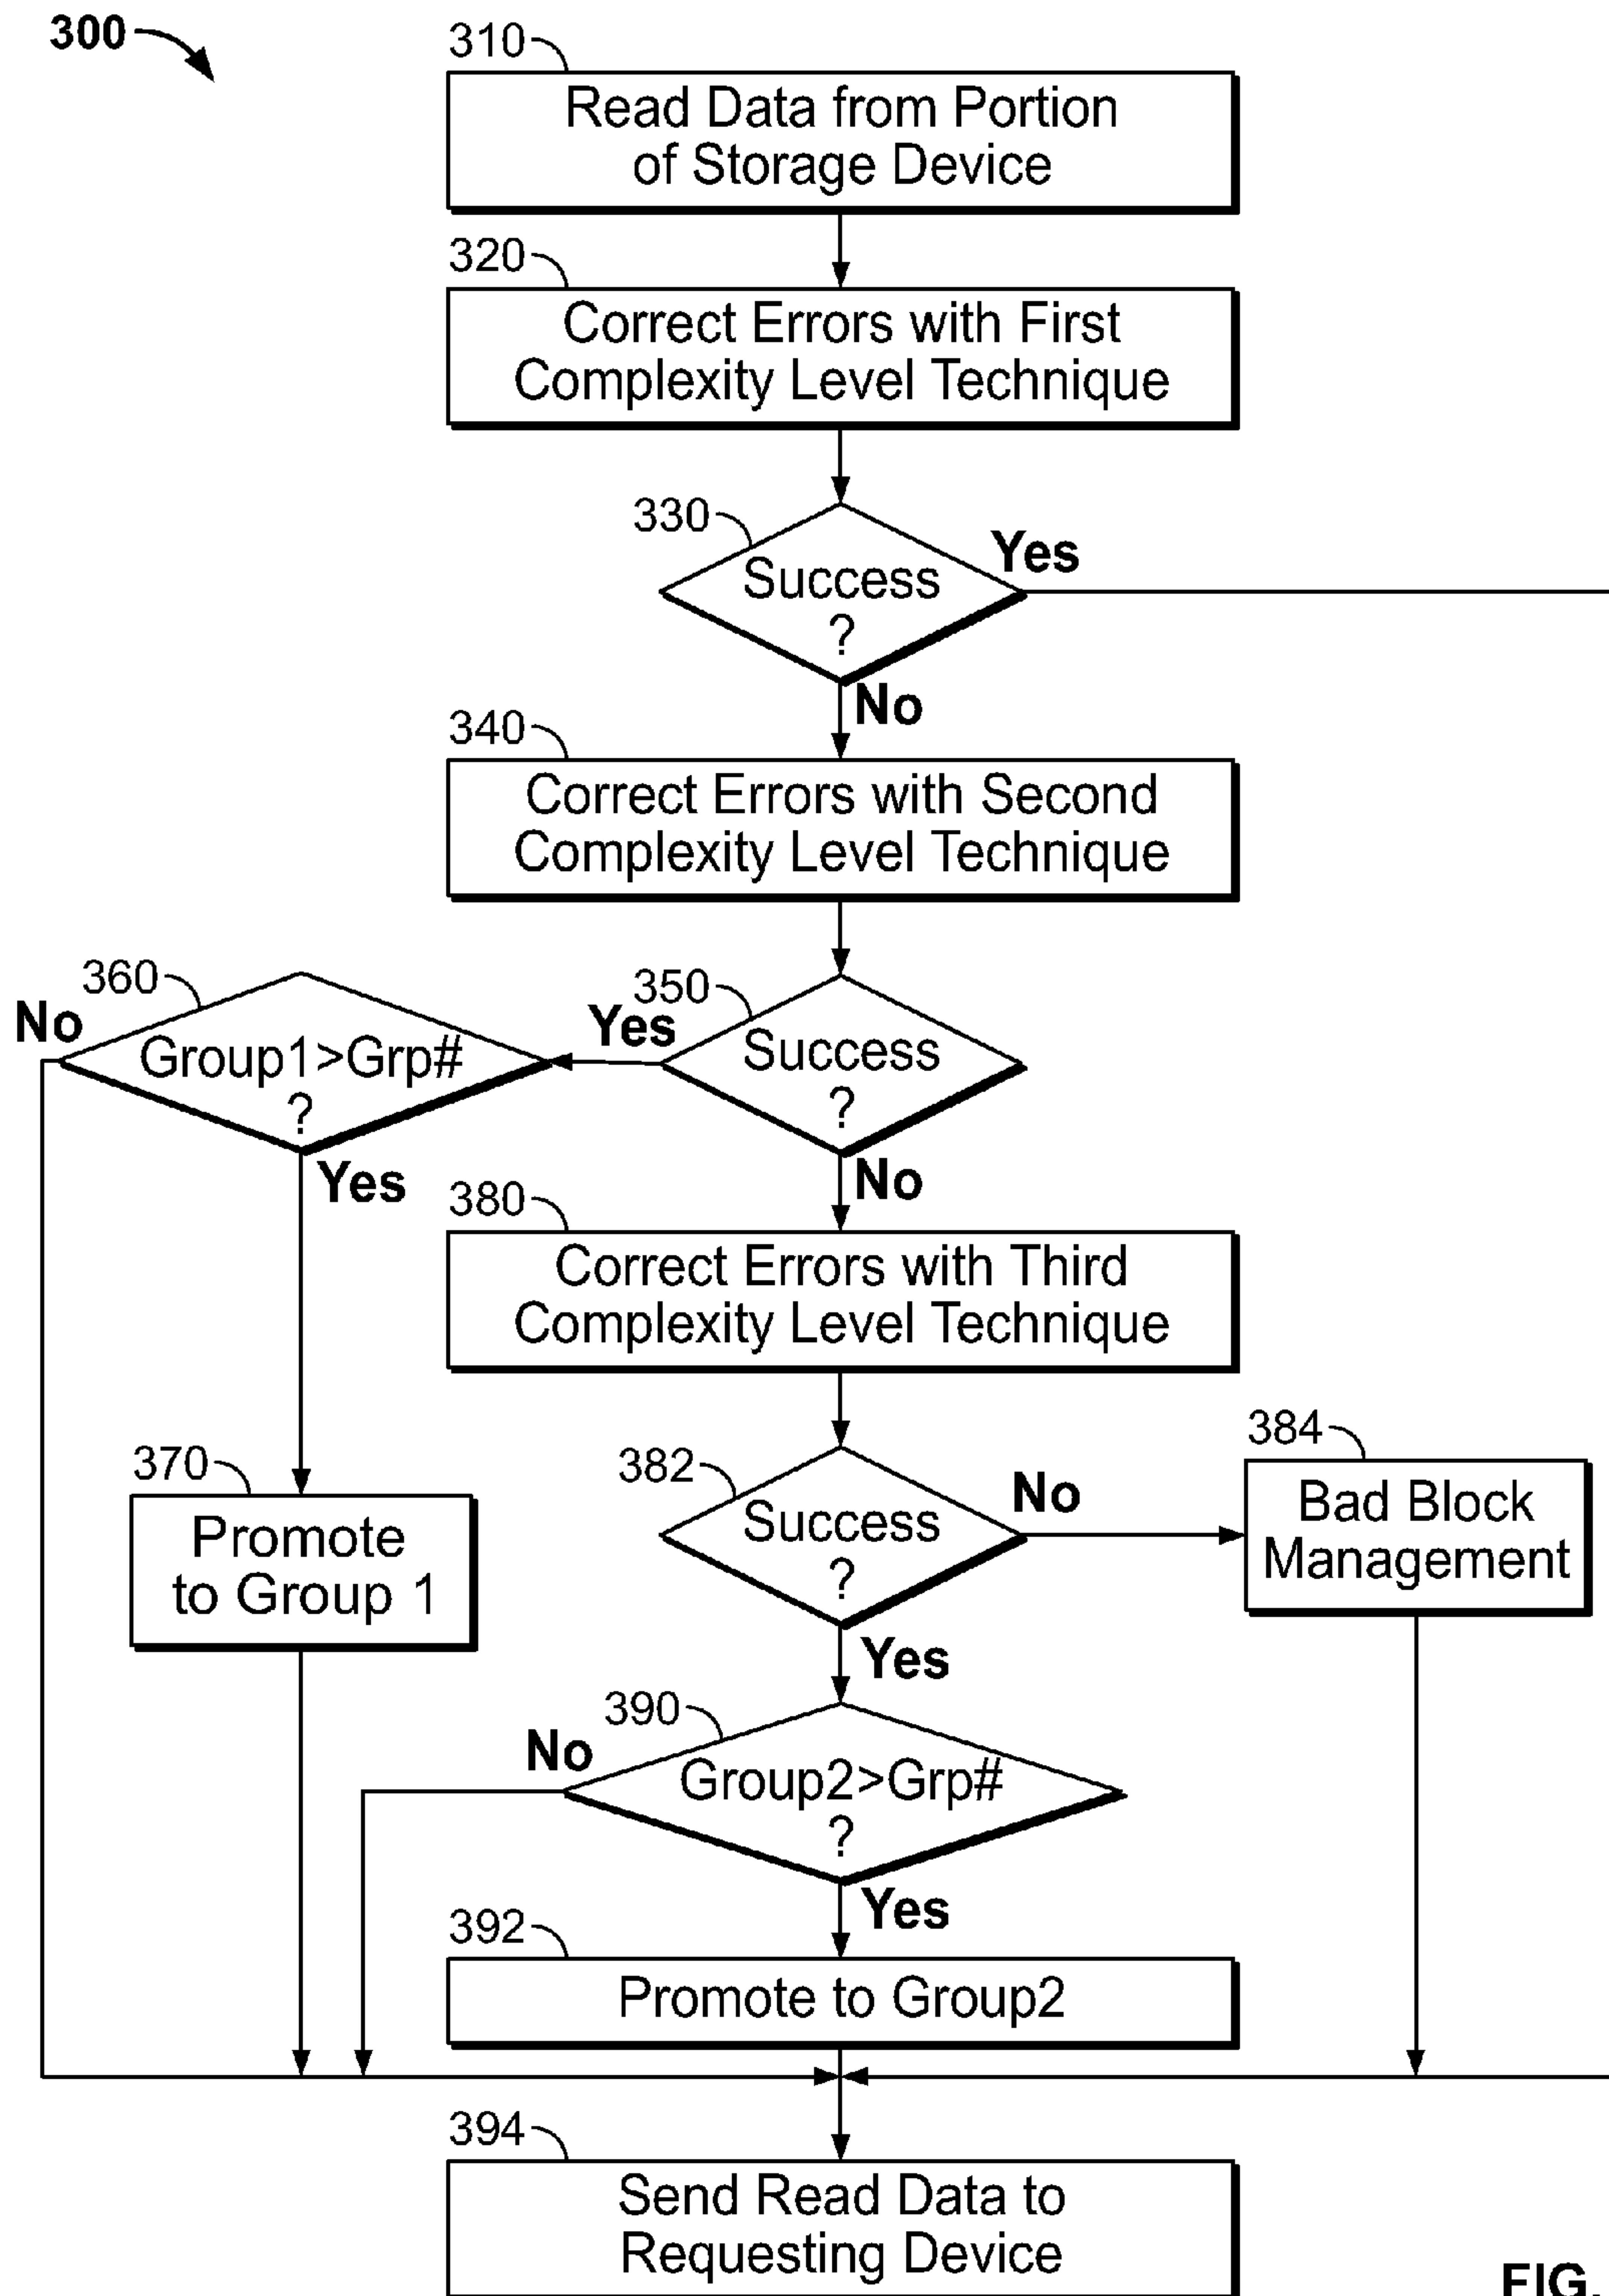 300
310
Read Data from Portion
of Storage Device
320
Correct Errors with First
Complexity Level Technique
330
Success
?
Yes
No
340
Correct Errors with Second
Complexity Level Technique
360
No
Group1>Grp#
?
Yes
350
Yes
Success
?
No
380
Correct Errors with Third
Complexity Level Technique
370
Promote
to Group 1
382
Success
?
No
Yes
384
Bad Block
Management
390
No
Group2>Grp#
?
Yes
392
Promote to Group2
394
Send Read Data to
Requesting Device
FIG.